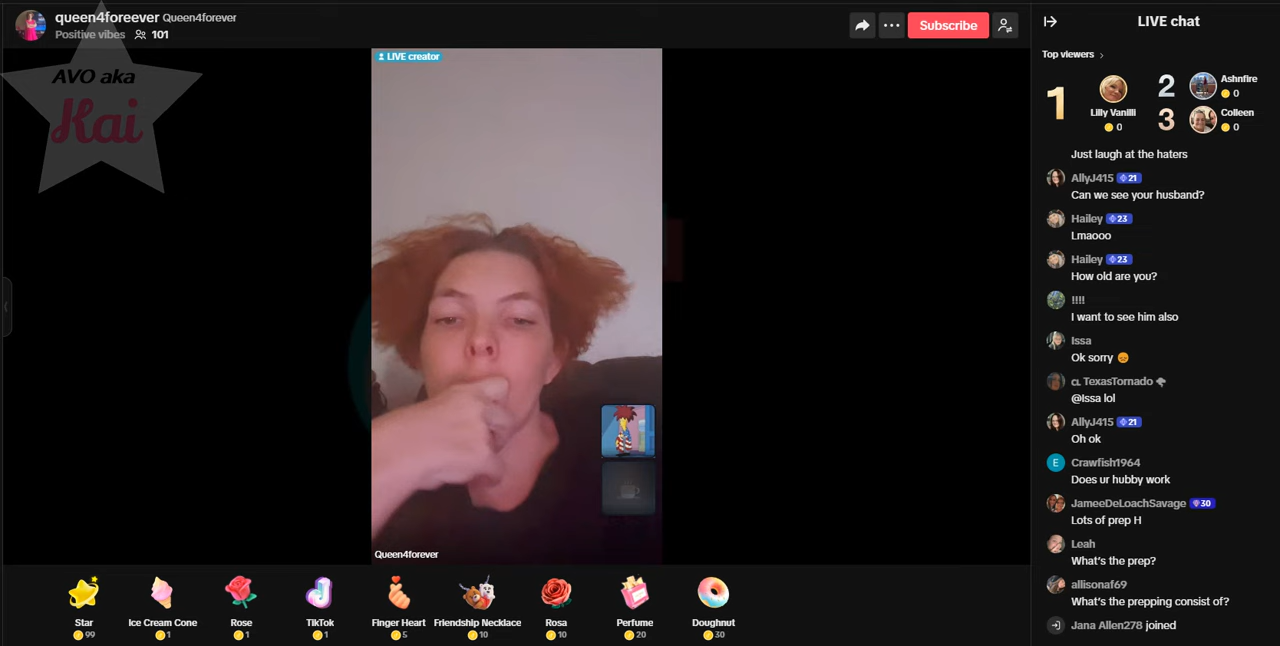 queen4foreever Queen4forever
Positive vibes 101
AVO aka
Kai
Subscribe
LIVE creator
Queen4forever
Star
99
Ice Cream Cone
1
Rose
1
TikTok
1
Finger Heart
5
Friendship Necklace
10
Rosa
10
Perfume
20
Doughnut
30
LIVE chat
Top viewers
1
Lilly Vanilli
0
2
Ashnfire
0
3
Colleen
0
Just laugh at the haters
AllyJ415 21
Can we see your husband?
Hailey 23
Lmaooo
Hailey 23
How old are you?
!!!!
I want to see him also
Issa
Ok sorry 😡
TexasTornado 🌪
@Issa lol
AllyJ415 21
Oh ok
E Crawfish1964
Does ur hubby work
JameeDeLoachSavage 30
Lots of prep H
Leah
What's the prep?
allisonaf69
What's the prepping consist of?
Jana Allen278 joined